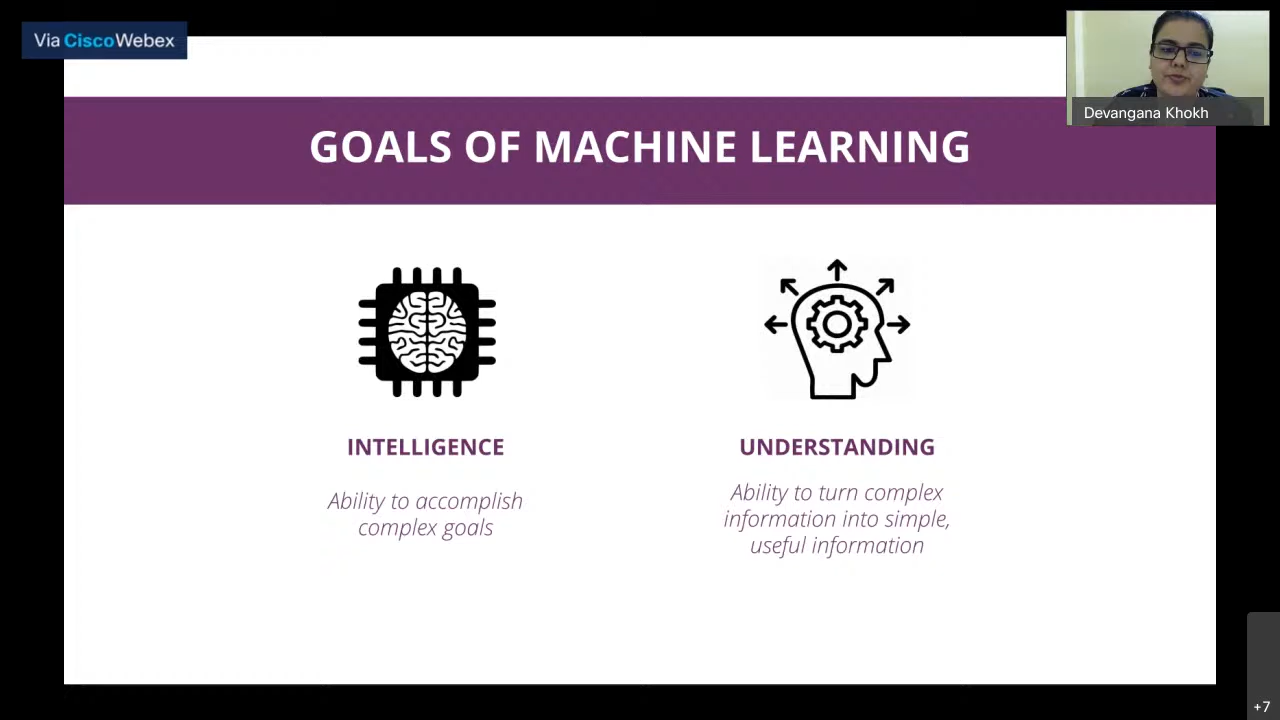 Via CiscoWebex
Devangana Khokh
GOALS OF MACHINE LEARNING
INTELLIGENCE
Ability to accomplish
complex goals
UNDERSTANDING
Ability to turn complex
information into simple,
useful information
+7